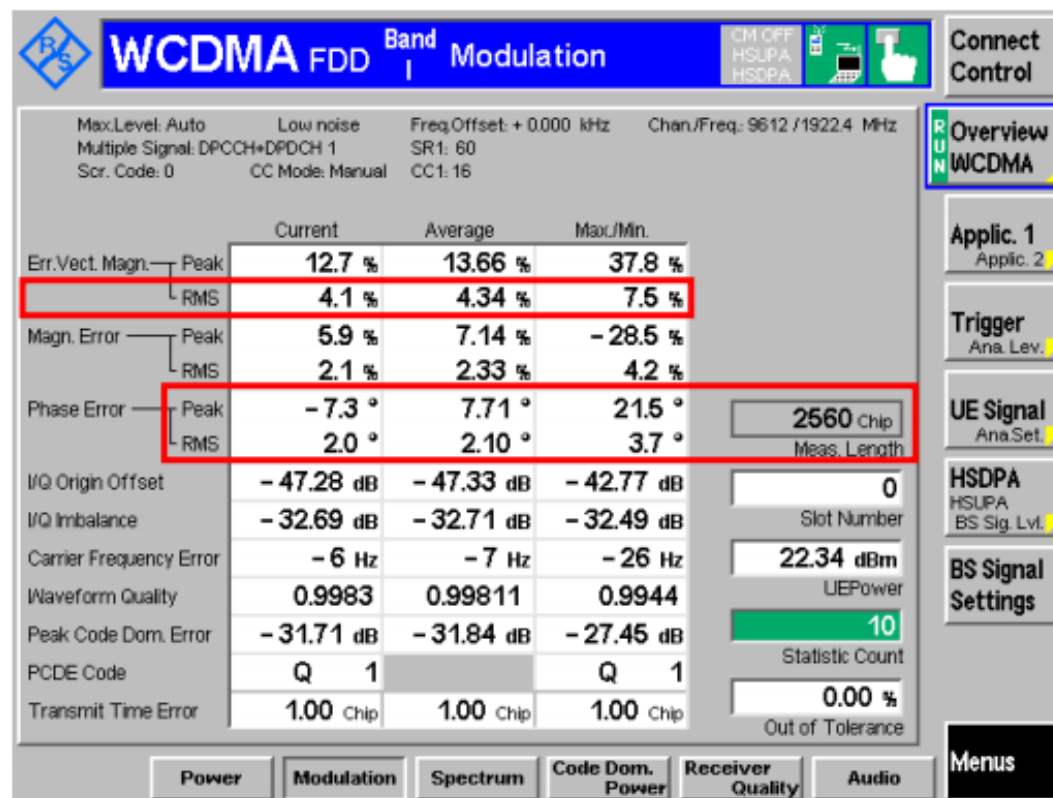 R&S WCDMA FDD Band I Modulation CM OFF HSUPA HSDPA
Connect Control
Max.Level: Auto Low noise Freq.Offset: + 0.000 kHz Chan./Freq.: 9612 / 1922.4 MHz
Multiple Signal: DPCCH+DPDCH 1 SR1: 60
Scr. Code: 0 CC Mode: Manual CC1: 16
RUN Overview WCDMA
Current Average Max./Min.
Applic. 1
Applic. 2
Err.Vect. Magn. Peak 12.7 % 13.66 % 37.8 %
RMS 4.1 % 4.34 % 7.5 %
Trigger
Ana. Lev.
Magn. Error Peak 5.9 % 7.14 % – 28.5 %
RMS 2.1 % 2.33 % 4.2 %
Phase Error Peak – 7.3 ° 7.71 ° 21.5 ° 2560 Chip
RMS 2.0 ° 2.10 ° 3.7 ° Meas. Length
UE Signal
Ana.Set.
I/Q Origin Offset – 47.28 dB – 47.33 dB – 42.77 dB 0
I/Q Imbalance – 32.69 dB – 32.71 dB – 32.49 dB Slot Number
HSDPA
HSUPA
BS Sig. Lvl.
Carrier Frequency Error – 6 Hz – 7 Hz – 26 Hz 22.34 dBm
Waveform Quality 0.9983 0.99811 0.9944 UEPower
BS Signal Settings
Peak Code Dom. Error – 31.71 dB – 31.84 dB – 27.45 dB 10
PCDE Code Q 1 Q 1 Statistic Count
Transmit Time Error 1.00 Chip 1.00 Chip 1.00 Chip 0.00 %
Out of Tolerance
Power Modulation Spectrum Code Dom. Power Receiver Quality Audio Menus